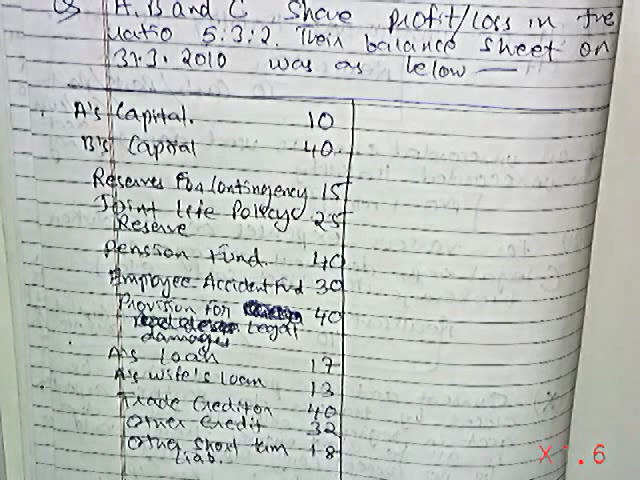 Q A, B and C Share profit/loss in the
ratio 5:3:2. Their balance sheet on
31.3.2010 was as below —
A's Capital. 10
B's Capital 40
Reserves For Contingency 15
Joint Life Policy 25
Reserve
Pension Fund. 40
Employee Accident Fund 30
Provision For 40
Legal
damages
A's Loan 17
A's wife's Loan 13
Trade Creditor 40
Other Credit 32
Other Short term 18
Liab.
X .6